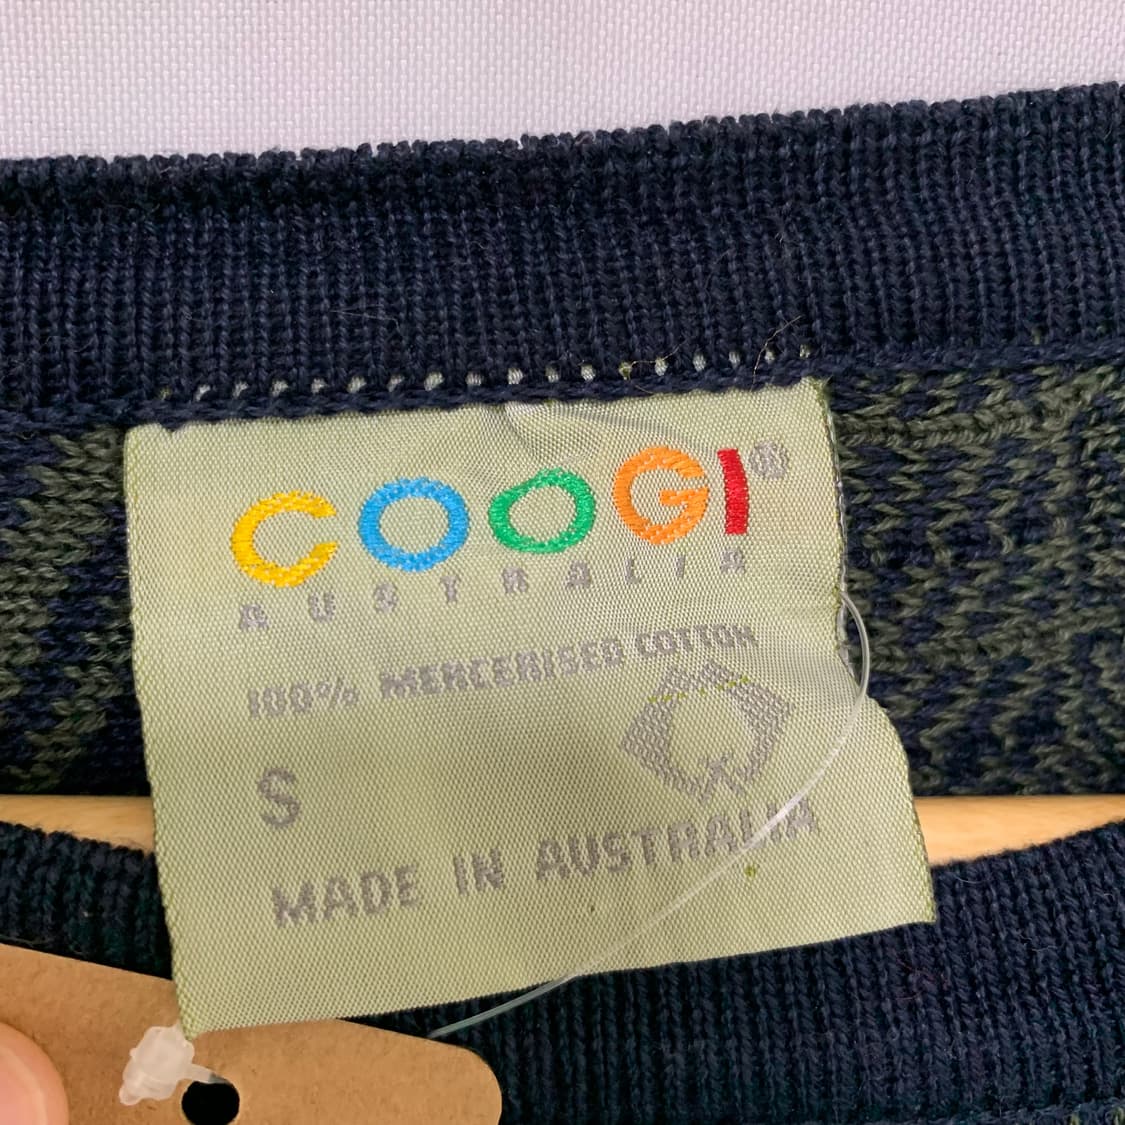 COOGI®
AUSTRALIA
100% MERCERISED COTTON
S
MADE IN AUSTRALIA